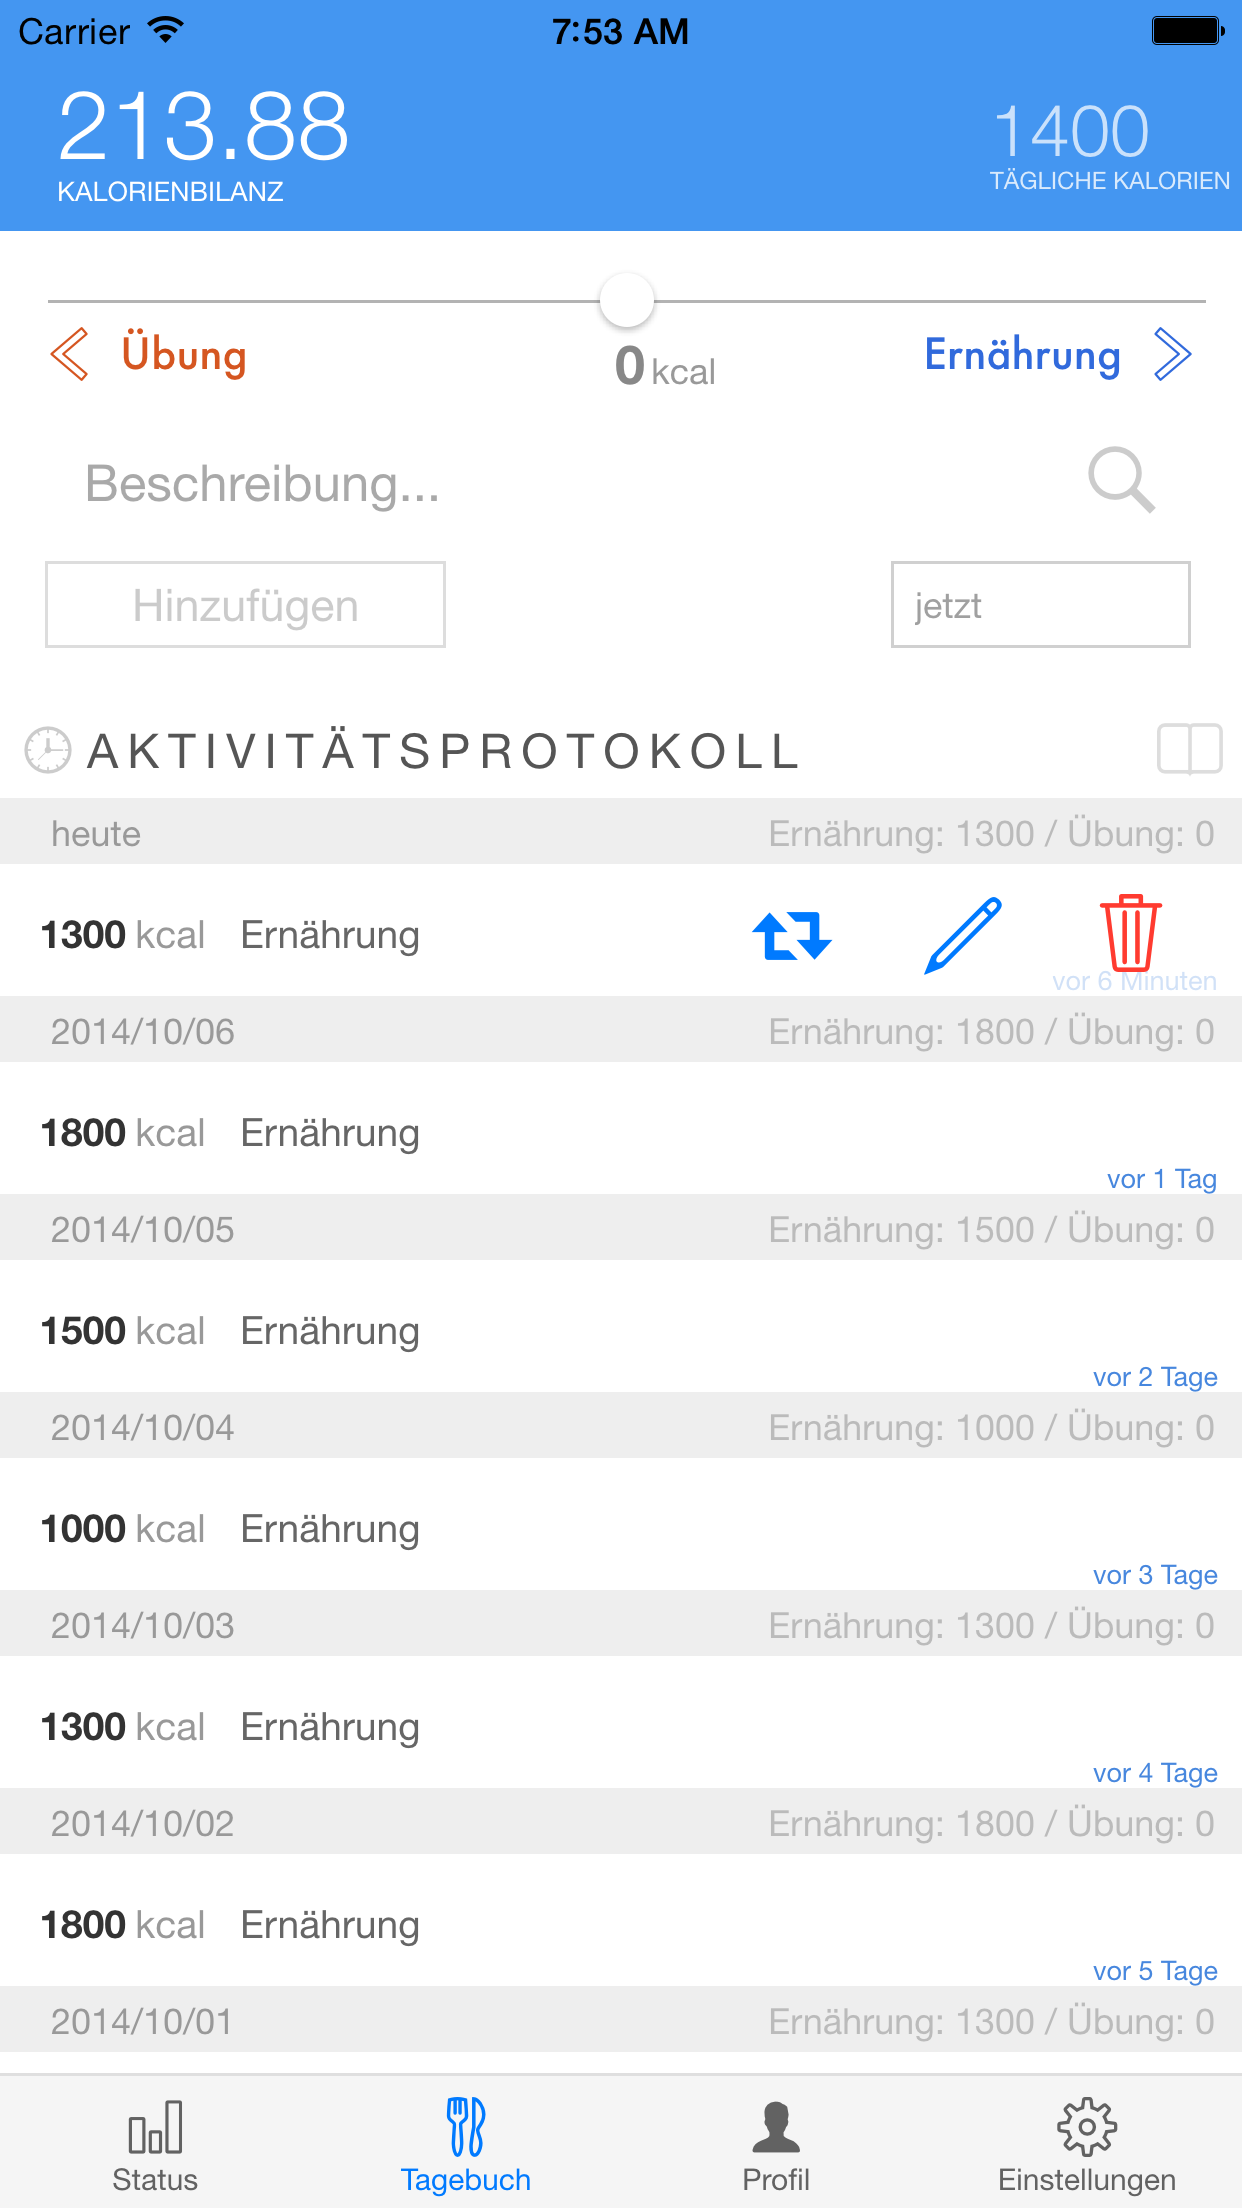 Carrier 7:53 AM
213.88
KALORIENBILANZ
1400
TÄGLICHE KALORIEN
Übung
0 kcal
Ernährung
Beschreibung...
Hinzufügen
jetzt
AKTIVITÄTSPROTOKOLL
heute Ernährung: 1300 / Übung: 0
1300 kcal Ernährung
vor 6 Minuten
2014/10/06 Ernährung: 1800 / Übung: 0
1800 kcal Ernährung
vor 1 Tag
2014/10/05 Ernährung: 1500 / Übung: 0
1500 kcal Ernährung
vor 2 Tage
2014/10/04 Ernährung: 1000 / Übung: 0
1000 kcal Ernährung
vor 3 Tage
2014/10/03 Ernährung: 1300 / Übung: 0
1300 kcal Ernährung
vor 4 Tage
2014/10/02 Ernährung: 1800 / Übung: 0
1800 kcal Ernährung
vor 5 Tage
2014/10/01 Ernährung: 1300 / Übung: 0
Status Tagebuch Profil Einstellungen